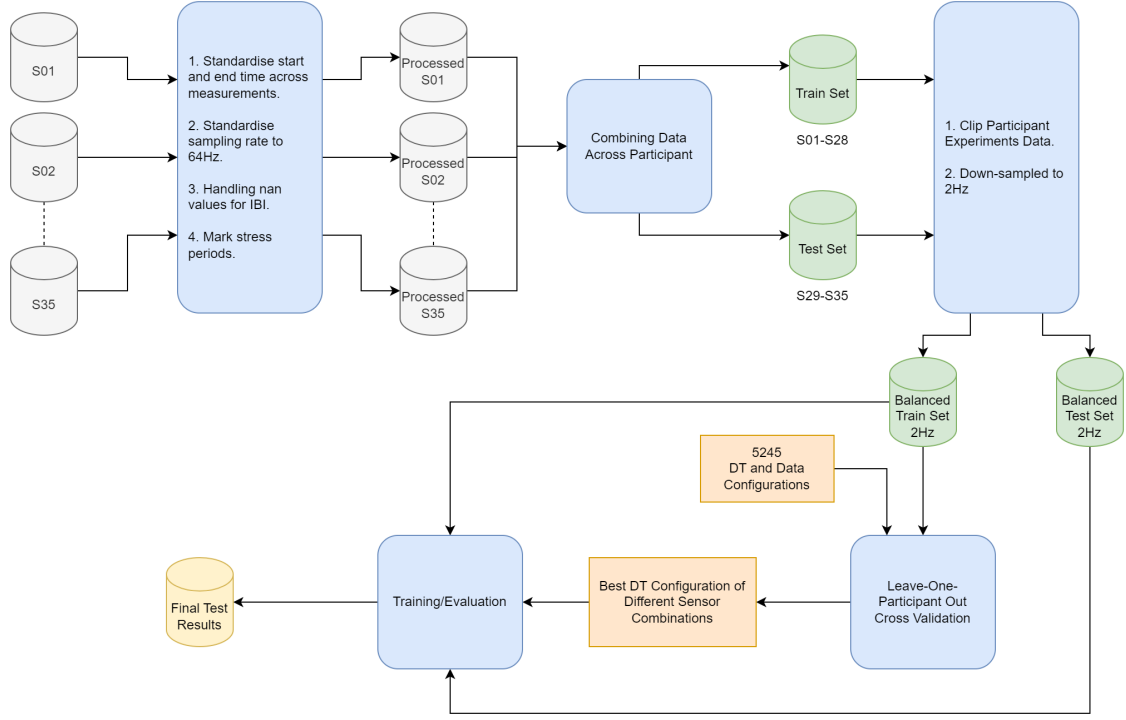 S01
S02
S35
1. Standardise start
and end time across
measurements.
2. Standardise
sampling rate to
64Hz.
3. Handling nan
values for IBI.
4. Mark stress
periods.
Processed
S01
Processed
S02
Processed
S35
Combining Data
Across Participant
Train Set
S01-S28
Test Set
S29-S35
1. Clip Participant
Experiments Data.
2. Down-sampled to
2Hz
Balanced
Train Set
2Hz
Balanced
Test Set
2Hz
5245
DT and Data
Configurations
Leave-One-
Participant Out
Cross Validation
Best DT Configuration of
Different Sensor
Combinations
Training/Evaluation
Final Test
Results